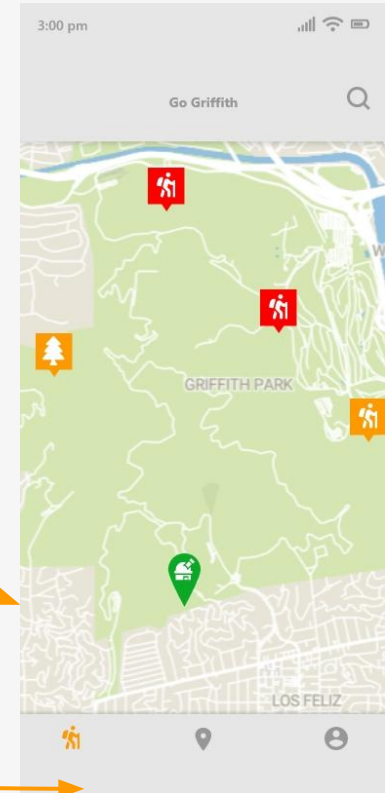 3:00 pm
Go Griffith
W
GRIFFITH PARK
LOS FELIZ